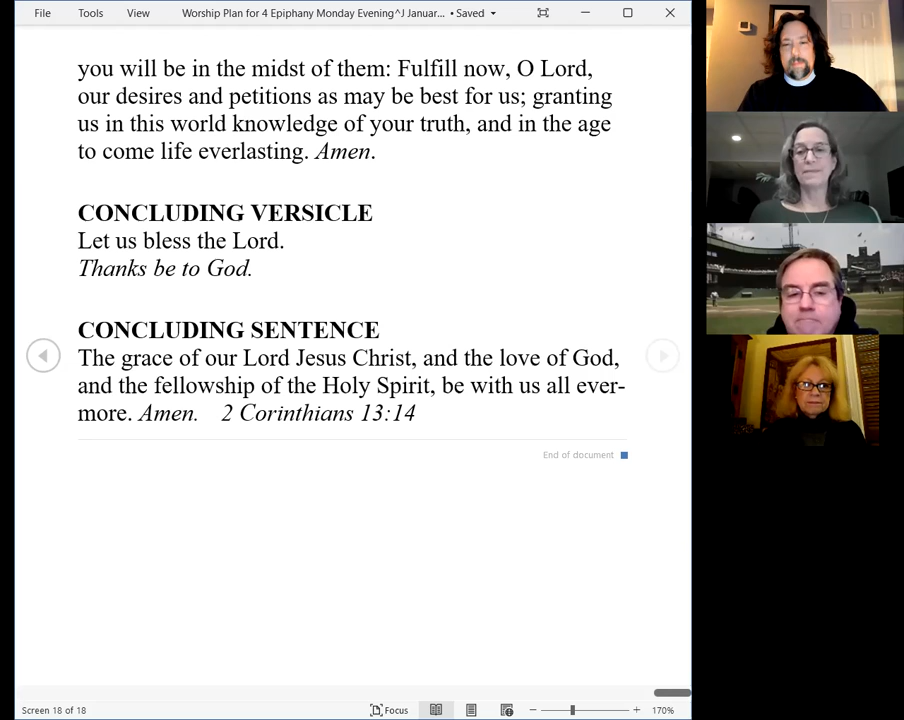 File Tools View Worship Plan for 4 Epiphany Monday Evening^J Januar... • Saved
you will be in the midst of them: Fulfill now, O Lord,
our desires and petitions as may be best for us; granting
us in this world knowledge of your truth, and in the age
to come life everlasting. Amen.
CONCLUDING VERSICLE
Let us bless the Lord.
Thanks be to God.
CONCLUDING SENTENCE
The grace of our Lord Jesus Christ, and the love of God,
and the fellowship of the Holy Spirit, be with us all ever-
more. Amen. 2 Corinthians 13:14
End of document
Screen 18 of 18 Focus 170%